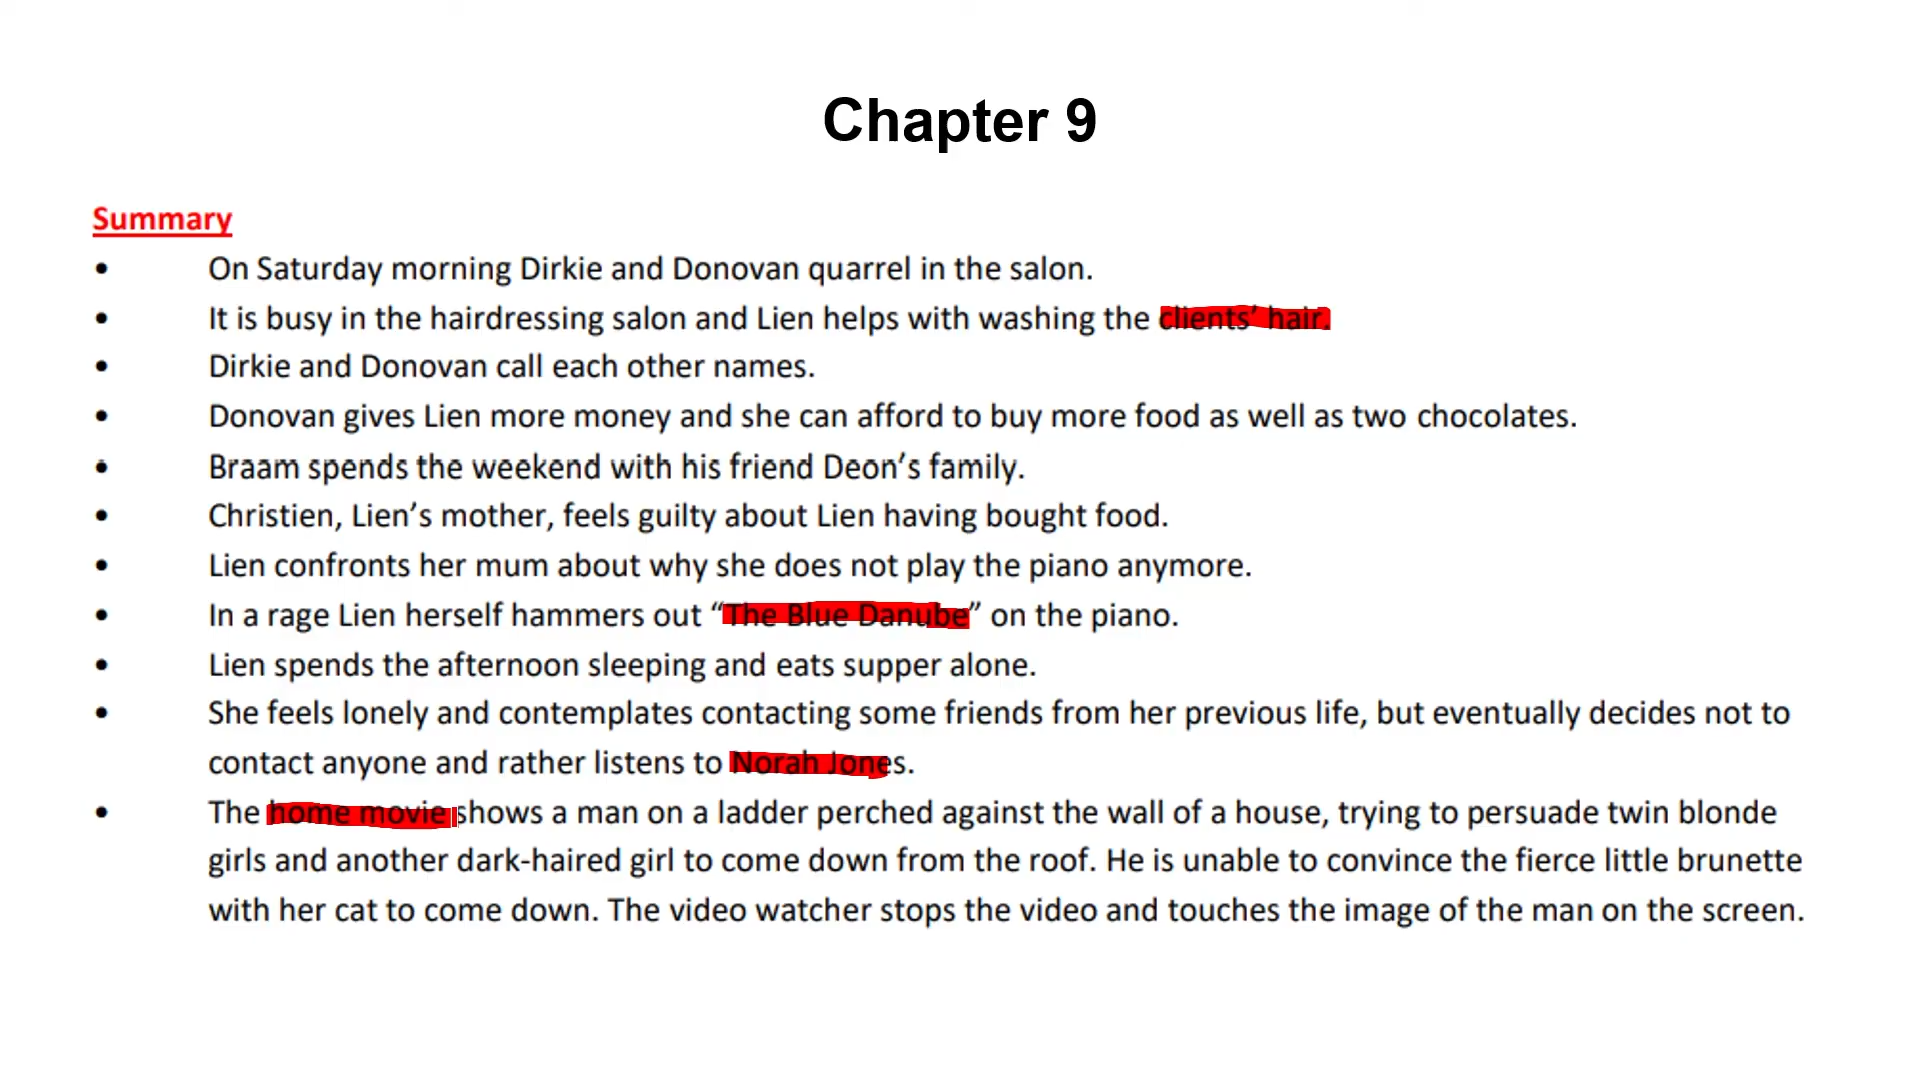 Chapter 9
Summary
• On Saturday morning Dirkie and Donovan quarrel in the salon.
• It is busy in the hairdressing salon and Lien helps with washing the clients’ hair.
• Dirkie and Donovan call each other names.
• Donovan gives Lien more money and she can afford to buy more food as well as two chocolates.
• Braam spends the weekend with his friend Deon’s family.
• Christien, Lien’s mother, feels guilty about Lien having bought food.
• Lien confronts her mum about why she does not play the piano anymore.
• In a rage Lien herself hammers out “The Blue Danube” on the piano.
• Lien spends the afternoon sleeping and eats supper alone.
• She feels lonely and contemplates contacting some friends from her previous life, but eventually decides not to
contact anyone and rather listens to Norah Jones.
• The home movie shows a man on a ladder perched against the wall of a house, trying to persuade twin blonde
girls and another dark-haired girl to come down from the roof. He is unable to convince the fierce little brunette
with her cat to come down. The video watcher stops the video and touches the image of the man on the screen.